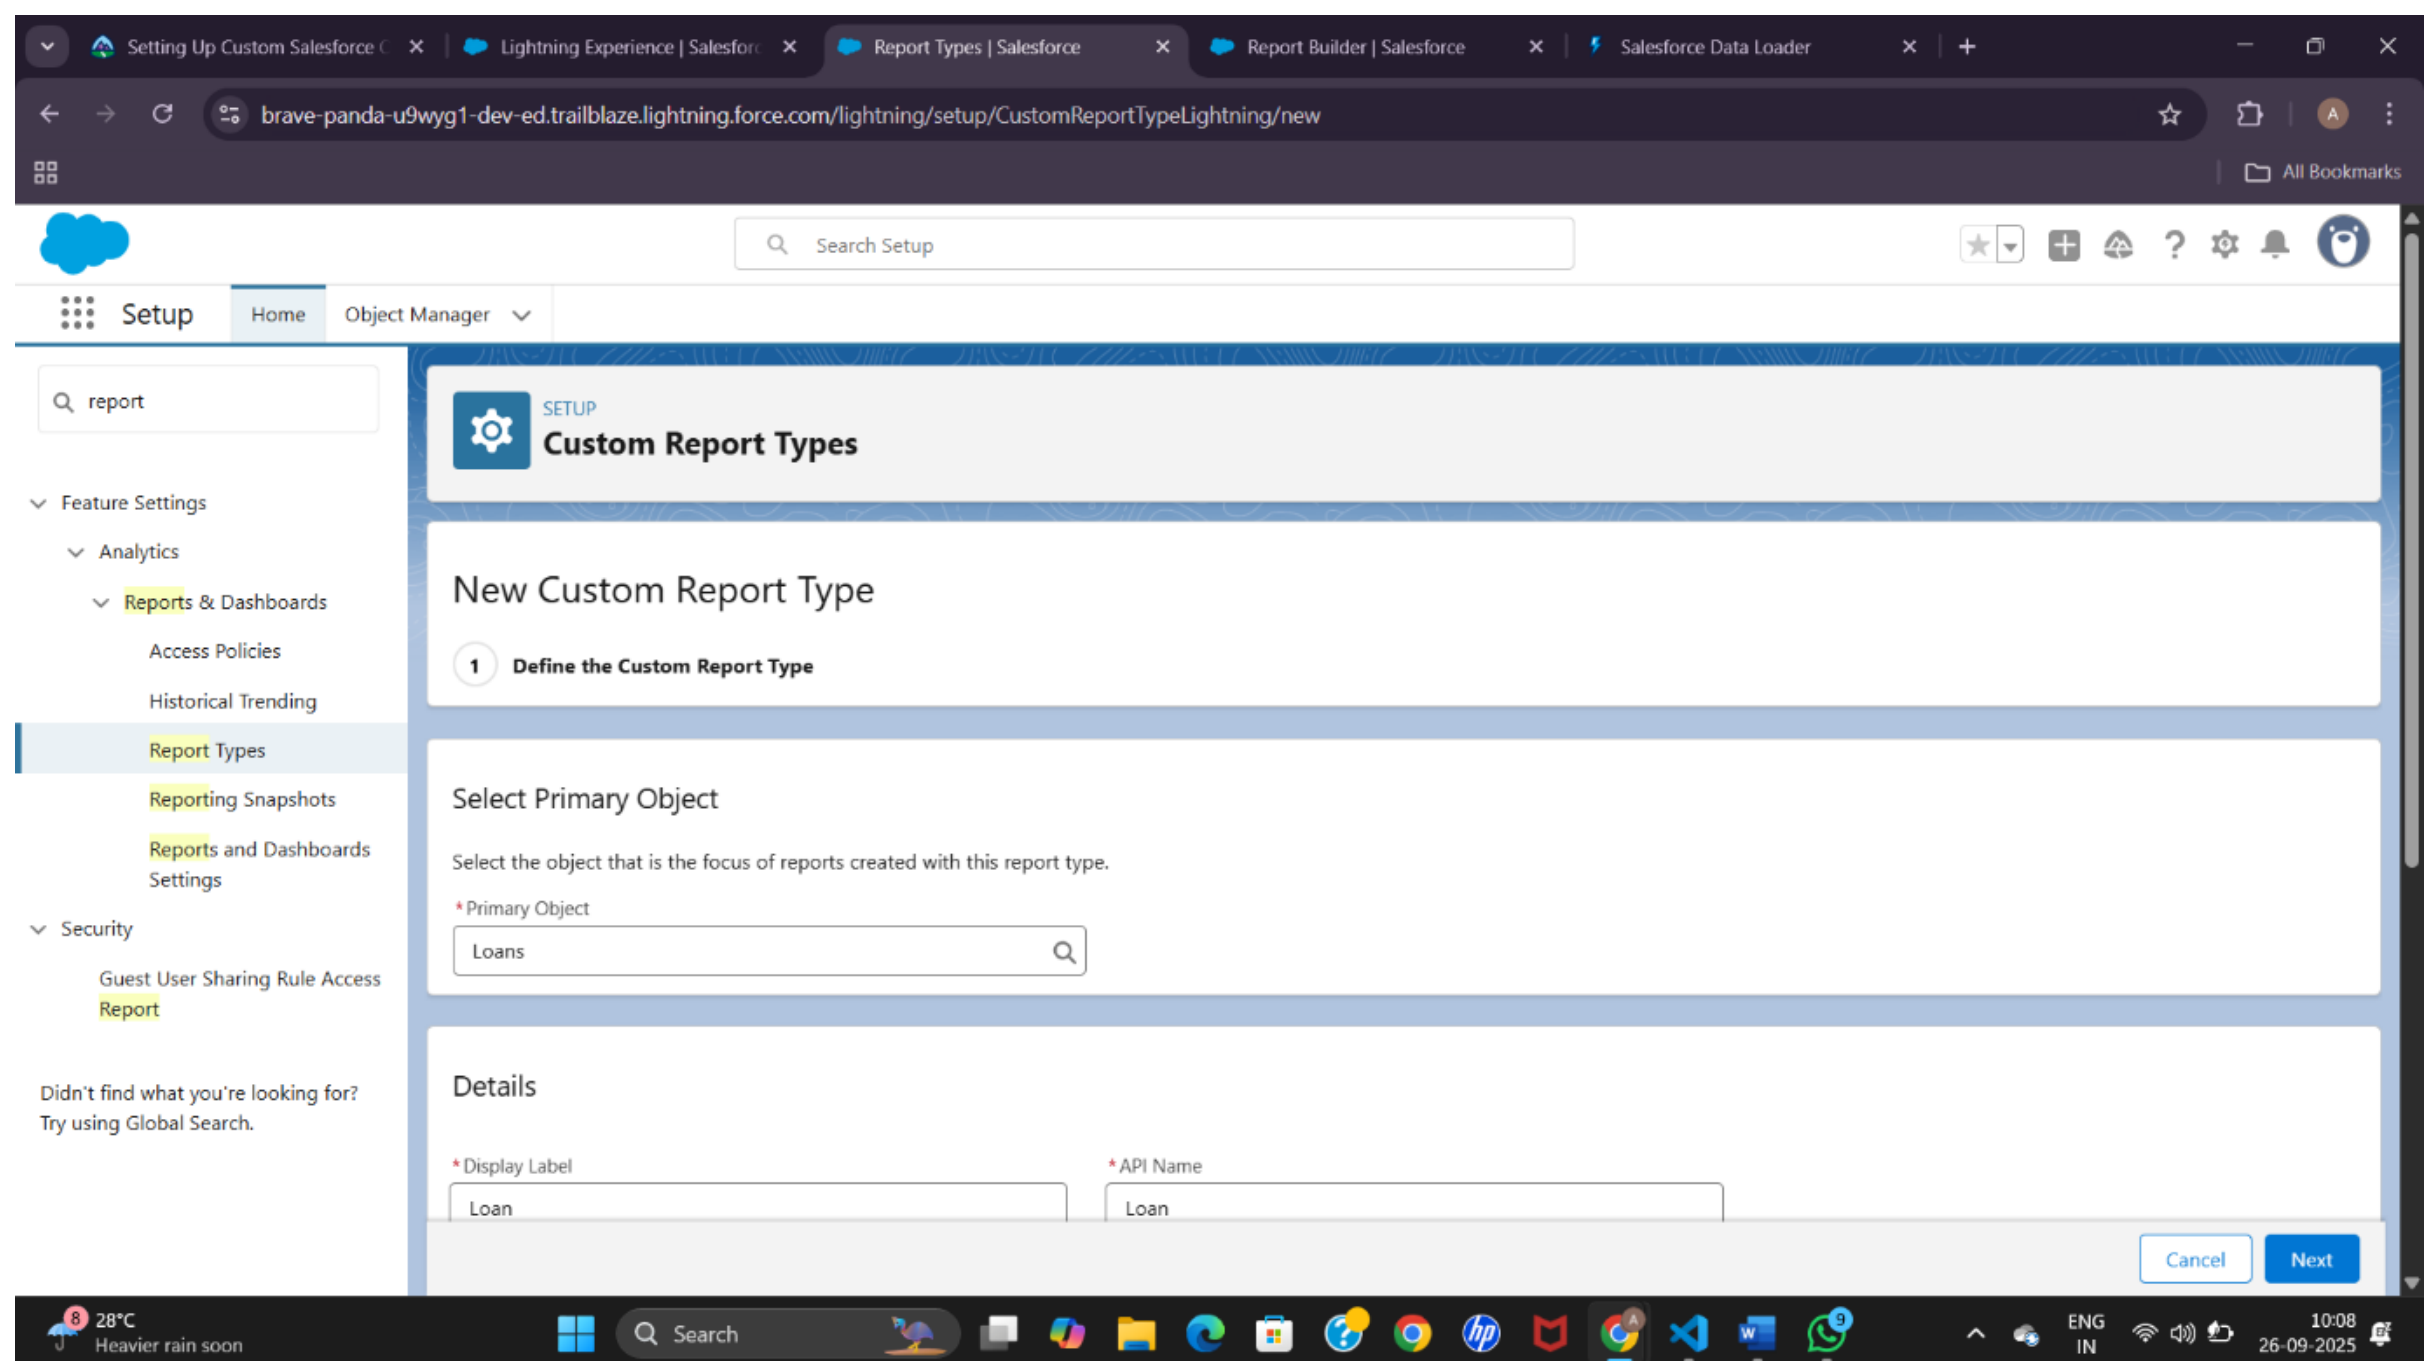 Setting Up Custom Salesforce C
Lightning Experience | Salesforc
Report Types | Salesforce
Report Builder | Salesforce
Salesforce Data Loader
brave-panda-u9wyg1-dev-ed.trailblaze.lightning.force.com/lightning/setup/CustomReportTypeLightning/new
A
All Bookmarks
Search Setup
Setup
Home
Object Manager
report
Feature Settings
Analytics
Reports & Dashboards
Access Policies
Historical Trending
Report Types
Reporting Snapshots
Reports and Dashboards
Settings
Security
Guest User Sharing Rule Access
Report
Didn't find what you're looking for?
Try using Global Search.
SETUP
Custom Report Types
New Custom Report Type
1 Define the Custom Report Type
Select Primary Object
Select the object that is the focus of reports created with this report type.
*Primary Object
Loans
Details
*Display Label
Loan
*API Name
Loan
Cancel
Next
8
28°C
Heavier rain soon
Search
hp
A
W
9
ENG
IN
10:08
26-09-2025